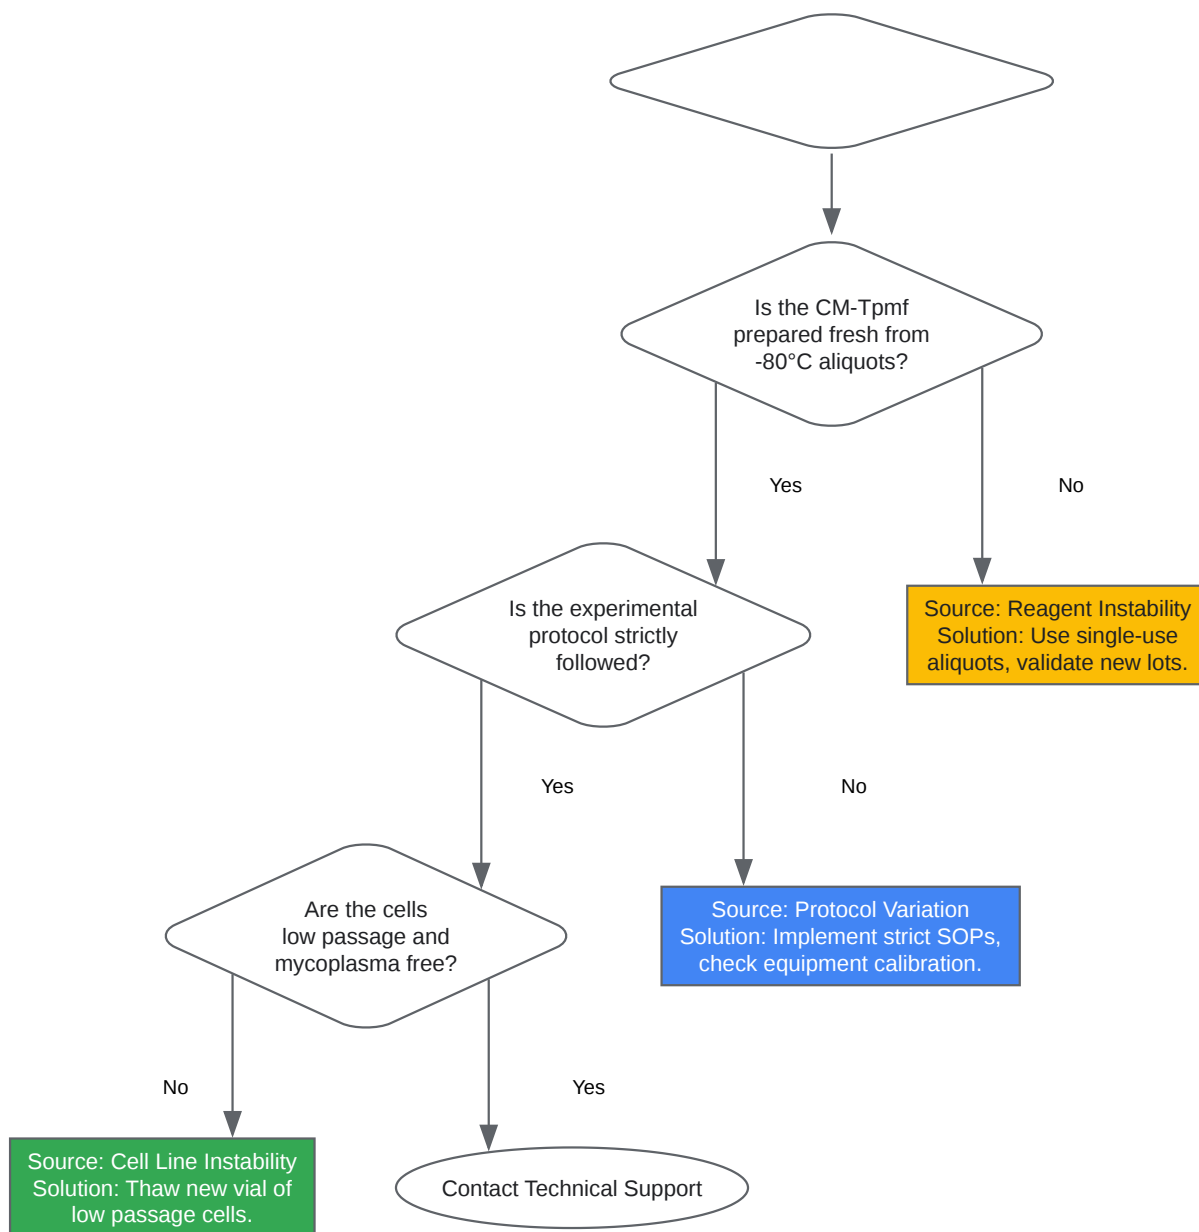 Is the CM-Tpmf
prepared fresh from
-80°C aliquots?
Yes
No
Is the experimental
protocol strictly
followed?
Source: Reagent Instability
Solution: Use single-use
aliquots, validate new lots.
Yes
No
Are the cells
low passage and
mycoplasma free?
Source: Protocol Variation
Solution: Implement strict SOPs,
check equipment calibration.
No
Yes
Source: Cell Line Instability
Solution: Thaw new vial of
low passage cells.
Contact Technical Support